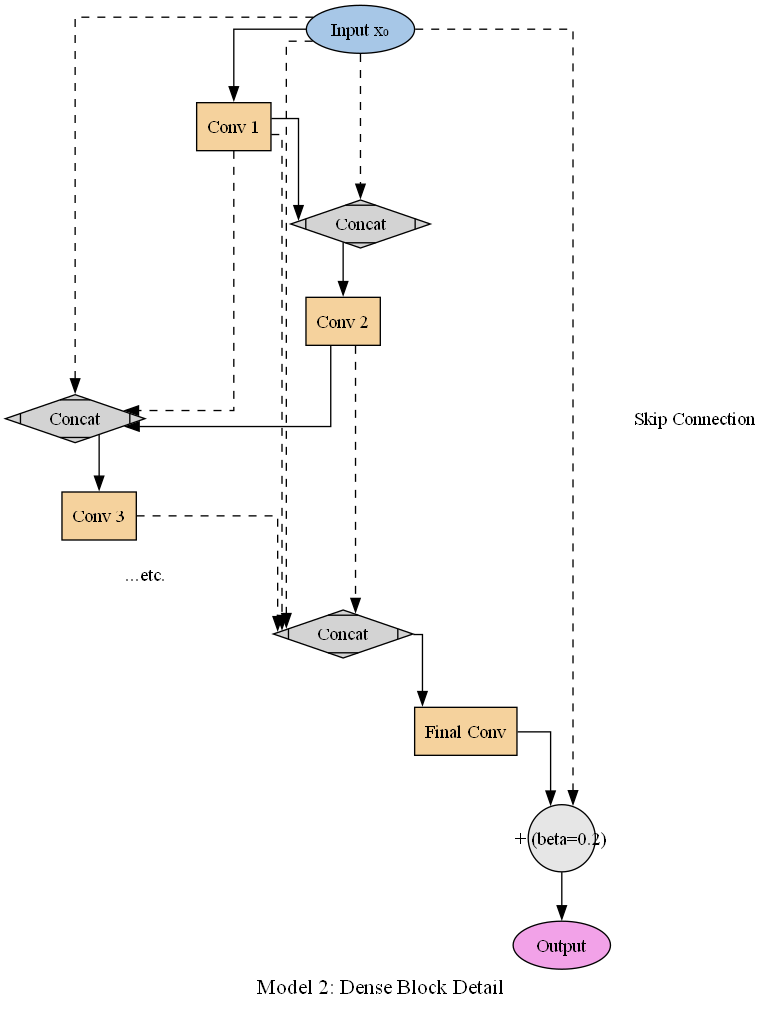 Input x₀
Conv 1
Concat
Conv 2
Concat
Skip Connection
Conv 3
...etc.
Concat
Final Conv
+ (beta=0.2)
Output
Model 2: Dense Block Detail